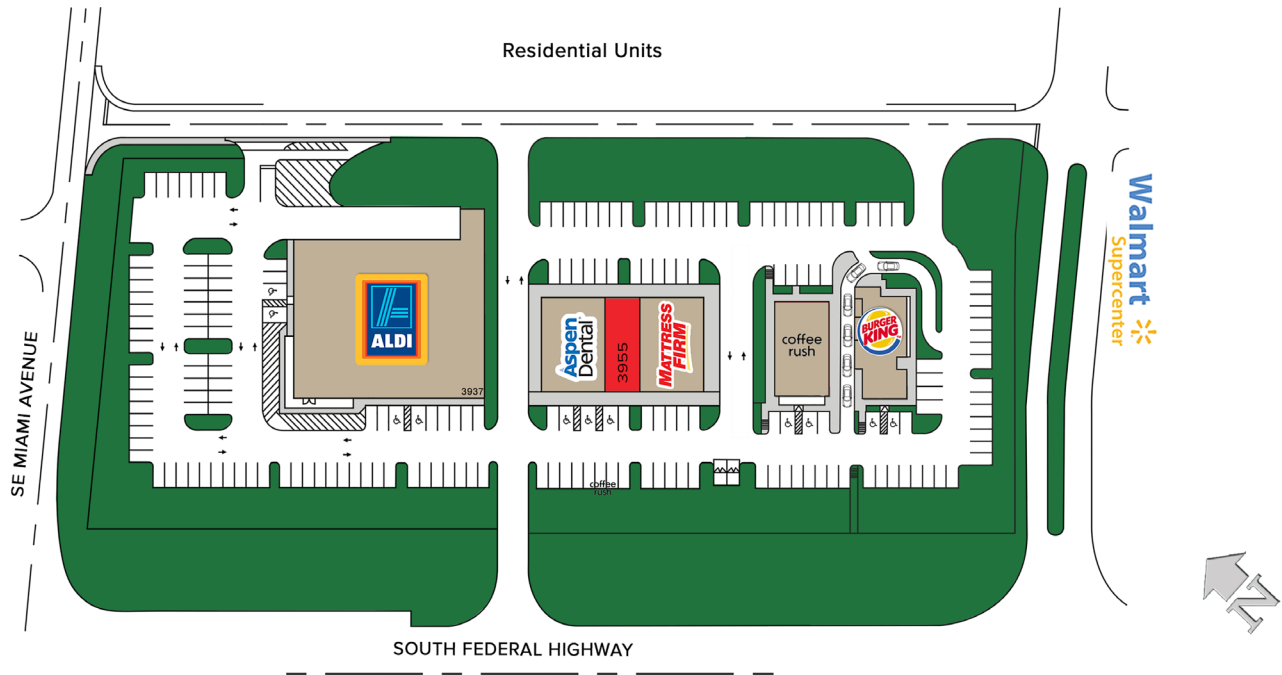 Residential Units
Walmart
Supercenter
ALDI
3937
Aspen
Dental
3955
MATTRESS
FIRM
coffee
rush
BURGER
KING
coffee
rush
SE MIAMI AVENUE
SOUTH FEDERAL HIGHWAY
N